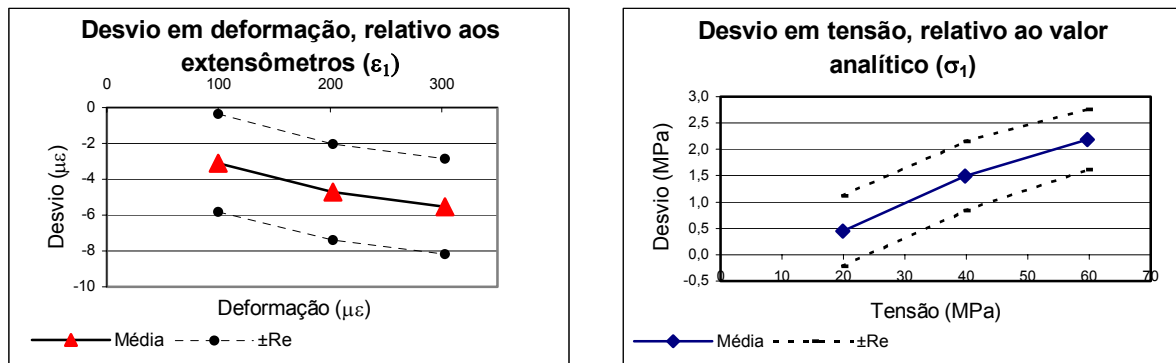 Desvio em deformação, relativo aos
extensômetros (ε₁)
0 100 200 300
0
-2
-4
-6
-8
-10
Desvio (με)
Deformação (με)
Média ±Re
Desvio em tensão, relativo ao valor
analítico (σ₁)
3,0
2,5
2,0
1,5
1,0
0,5
0,0
-0,5
Desvio (MPa)
0 10 20 30 40 50 60 70
Tensão (MPa)
Média ±Re